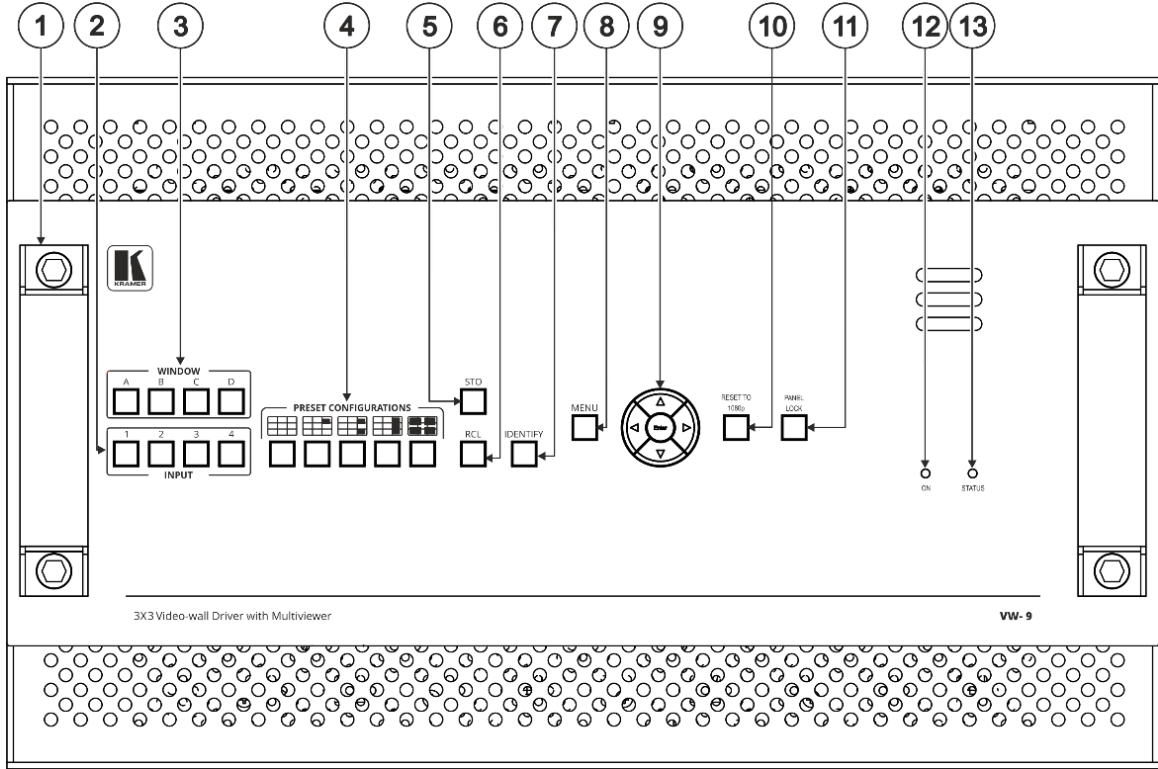 1 2 3 4 5 6 7 8 9 10 11 12 13
K
KRAMER
WINDOW
A B C D
STO
PRESET CONFIGURATIONS
MENU
Enter
RESET TO
1080p
PANEL
LOCK
1 2 3 4
INPUT
RCL
IDENTIFY
ON
STATUS
3X3 Video-wall Driver with Multiviewer
VW- 9